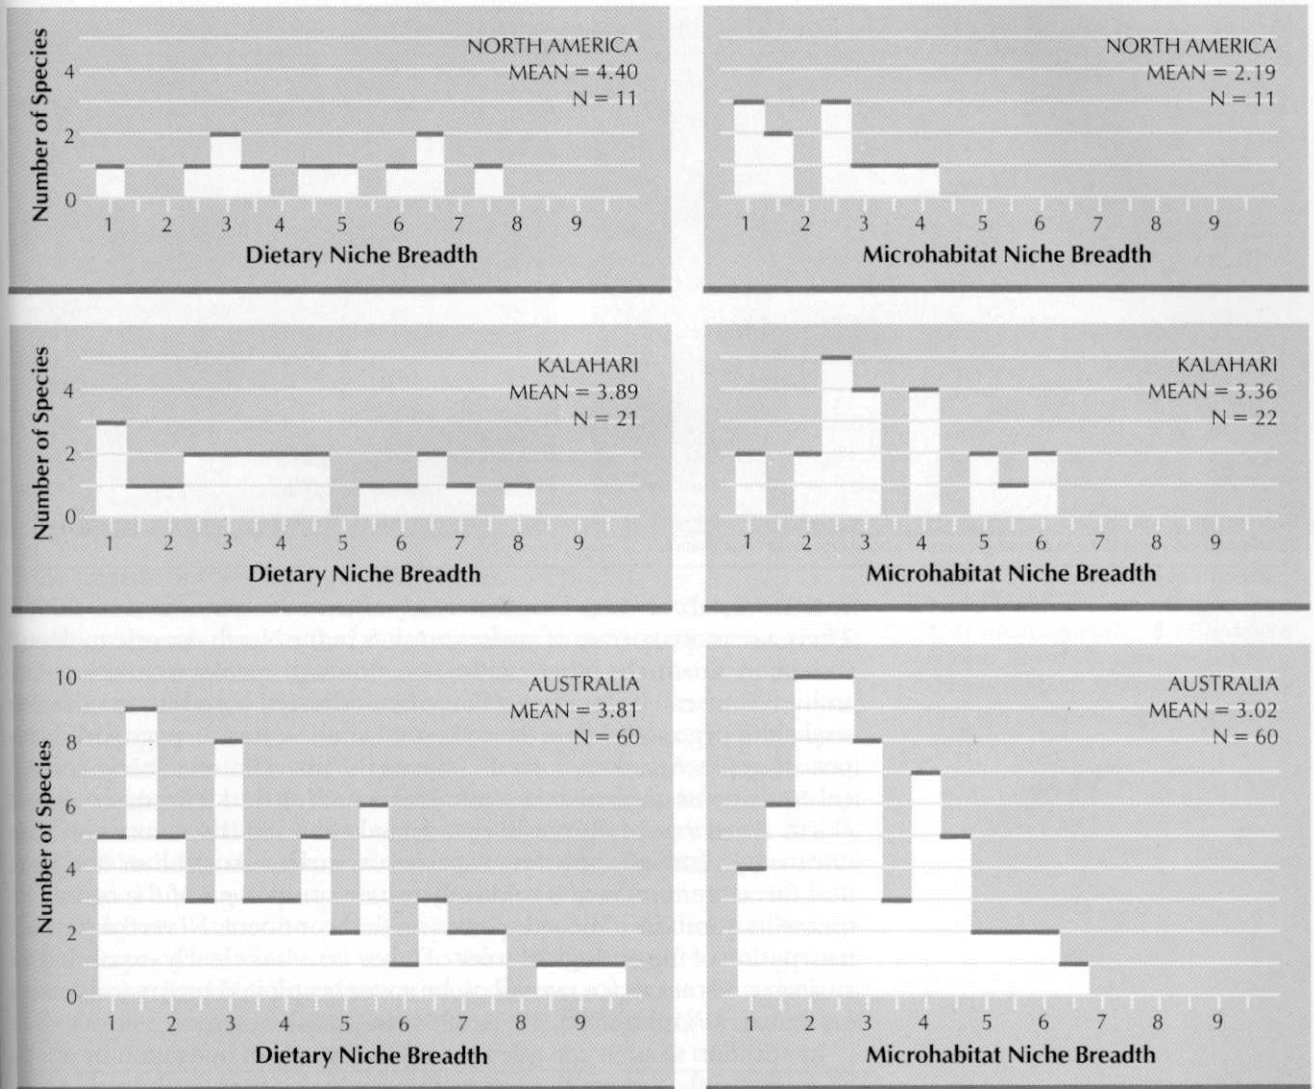 NORTH AMERICA
MEAN = 4.40
N = 11
Number of Species
4
2
0
1 2 3 4 5 6 7 8 9
Dietary Niche Breadth
NORTH AMERICA
MEAN = 2.19
N = 11
1 2 3 4 5 6 7 8 9
Microhabitat Niche Breadth
KALAHARI
MEAN = 3.89
N = 21
Number of Species
4
2
0
1 2 3 4 5 6 7 8 9
Dietary Niche Breadth
KALAHARI
MEAN = 3.36
N = 22
1 2 3 4 5 6 7 8 9
Microhabitat Niche Breadth
AUSTRALIA
MEAN = 3.81
N = 60
Number of Species
10
8
6
4
2
0
1 2 3 4 5 6 7 8 9
Dietary Niche Breadth
AUSTRALIA
MEAN = 3.02
N = 60
1 2 3 4 5 6 7 8 9
Microhabitat Niche Breadth